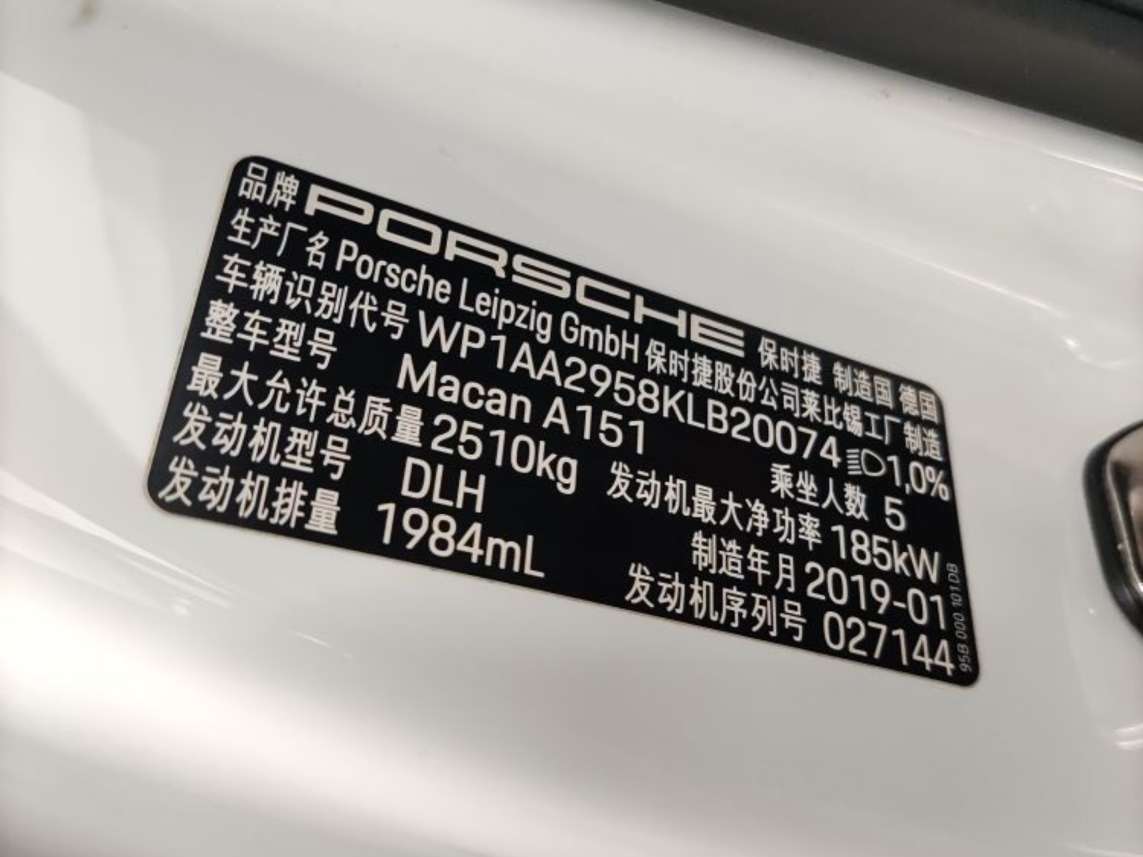 品牌 PORSCHE 保时捷 制造国 德国
生产厂名 Porsche Leipzig GmbH 保时捷股份公司莱比锡工厂制造
车辆识别代号 WP1AA2958KLB20074 1,0%
整车型号 Macan A151 乘坐人数 5
最大允许总质量 2510kg 发动机最大净功率 185kW
发动机型号 DLH 制造年月 2019-01
发动机排量 1984mL 发动机序列号 027144
95B 000 101 DB